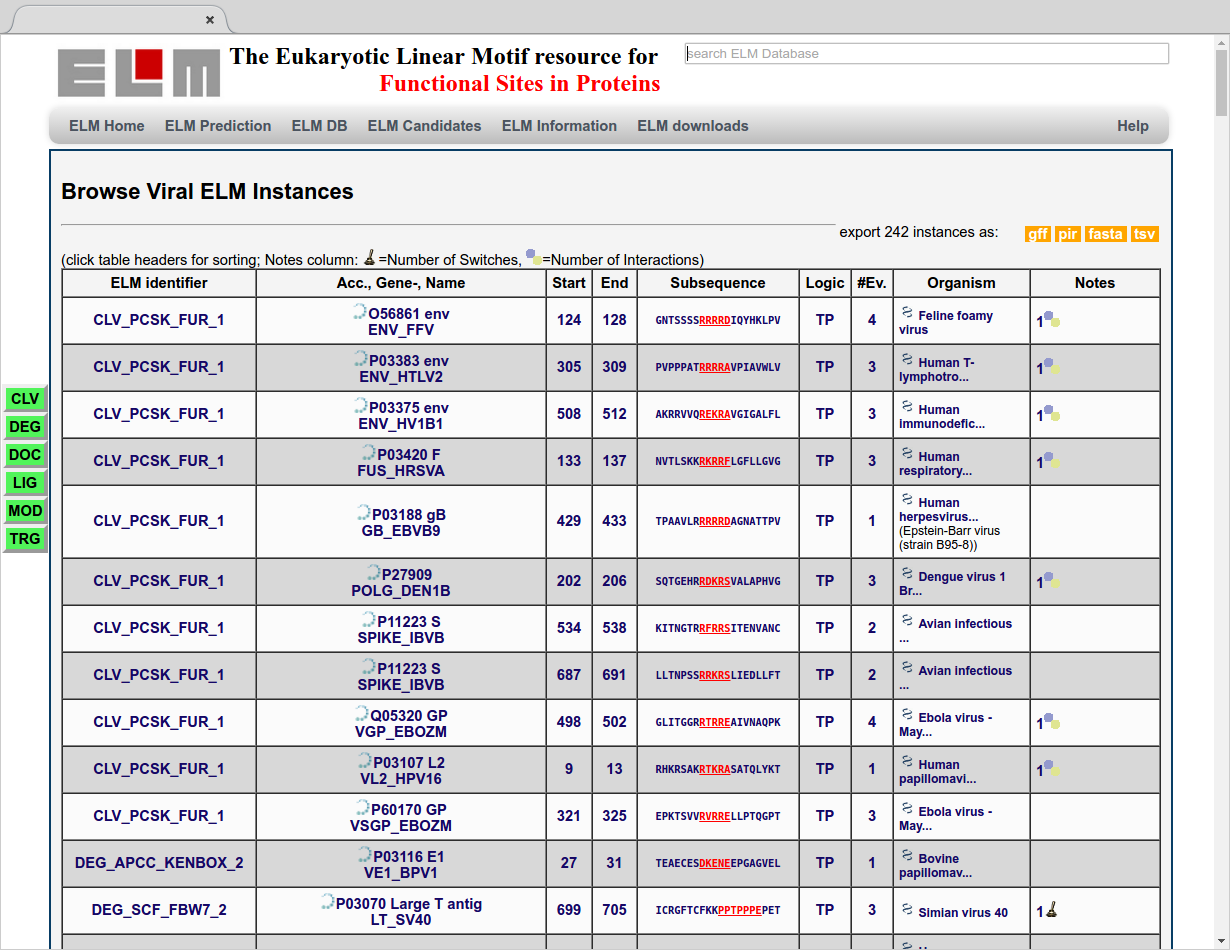 ×
ELM The Eukaryotic Linear Motif resource for
Functional Sites in Proteins
search ELM Database
ELM Home ELM Prediction ELM DB ELM Candidates ELM Information ELM downloads Help
Browse Viral ELM Instances
export 242 instances as: gff pir fasta tsv
(click table headers for sorting; Notes column: =Number of Switches, =Number of Interactions)
ELM identifier Acc., Gene-, Name Start End Subsequence Logic #Ev. Organism Notes
CLV_PCSK_FUR_1 O56861 env 124 128 GNTSSSSRRRRDIQYHKLPV TP 4 Feline foamy 1
ENV_FFV virus
CLV_PCSK_FUR_1 P03383 env 305 309 PVPPPATRRRRAVPIAVWLV TP 3 Human T- 1
ENV_HTLV2 lymphotro...
CLV_PCSK_FUR_1 P03375 env 508 512 AKRRVVQREKRAVGIGALFL TP 3 Human 1
ENV_HV1B1 immunodefic...
CLV_PCSK_FUR_1 P03420 F 133 137 NVTLSKKRKRRFLGFLLGVG TP 3 Human 1
FUS_HRSVA respiratory...
CLV_PCSK_FUR_1 P03188 gB 429 433 TPAAVLRRRRRDAGNATTPV TP 1 Human
GB_EBVB9 herpesvirus...
(Epstein-Barr virus
(strain B95-8))
CLV_PCSK_FUR_1 P27909 202 206 SQTGEHRRDKRSVALAPHVG TP 3 Dengue virus 1 1
POLG_DEN1B Br...
CLV_PCSK_FUR_1 P11223 S 534 538 KITNGTRRFRRSITENVANC TP 2 Avian infectious
SPIKE_IBVB ...
CLV_PCSK_FUR_1 P11223 S 687 691 LLTNPSSRRKRSLIEDLLFT TP 2 Avian infectious
SPIKE_IBVB ...
CLV_PCSK_FUR_1 Q05320 GP 498 502 GLITGGRRTRREAIVNAQPK TP 4 Ebola virus - 1
VGP_EBOZM May...
CLV_PCSK_FUR_1 P03107 L2 9 13 RHKRSAKRTKRASATQLYKT TP 1 Human 1
VL2_HPV16 papillomavi...
CLV_PCSK_FUR_1 P60170 GP 321 325 EPKTSVVRVRRELLPTQGPT TP 3 Ebola virus -
VSGP_EBOZM May...
DEG_APCC_KENBOX_2 P03116 E1 27 31 TEAECESDKENEEPGAGVEL TP 1 Bovine
VE1_BPV1 papillomav...
DEG_SCF_FBW7_2 P03070 Large T antig 699 705 ICRGFTCFKKPPTPPPEPET TP 3 Simian virus 40 1
LT_SV40
CLV
DEG
DOC
LIG
MOD
TRG